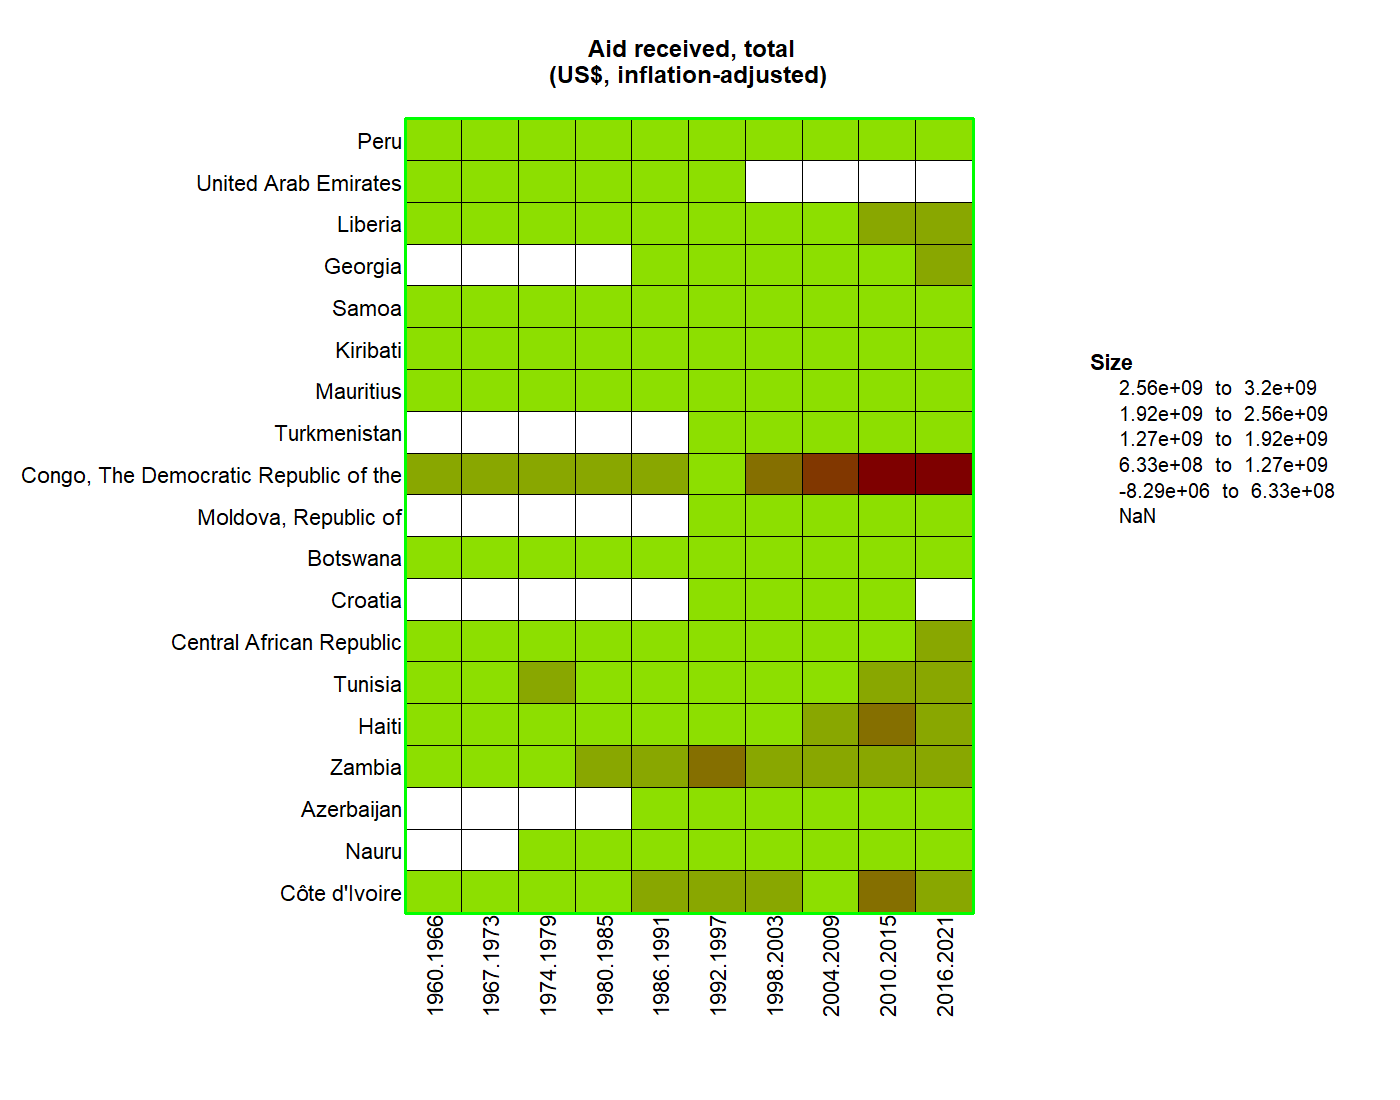 Aid received, total
(US$, inflation-adjusted)
Peru
United Arab Emirates
Liberia
Georgia
Samoa
Kiribati
Mauritius
Turkmenistan
Congo, The Democratic Republic of the
Moldova, Republic of
Botswana
Croatia
Central African Republic
Tunisia
Haiti
Zambia
Azerbaijan
Nauru
Côte d'Ivoire
1960.1966
1967.1973
1974.1979
1980.1985
1986.1991
1992.1997
1998.2003
2004.2009
2010.2015
2016.2021
Size
2.56e+09 to 3.2e+09
1.92e+09 to 2.56e+09
1.27e+09 to 1.92e+09
6.33e+08 to 1.27e+09
-8.29e+06 to 6.33e+08
NaN